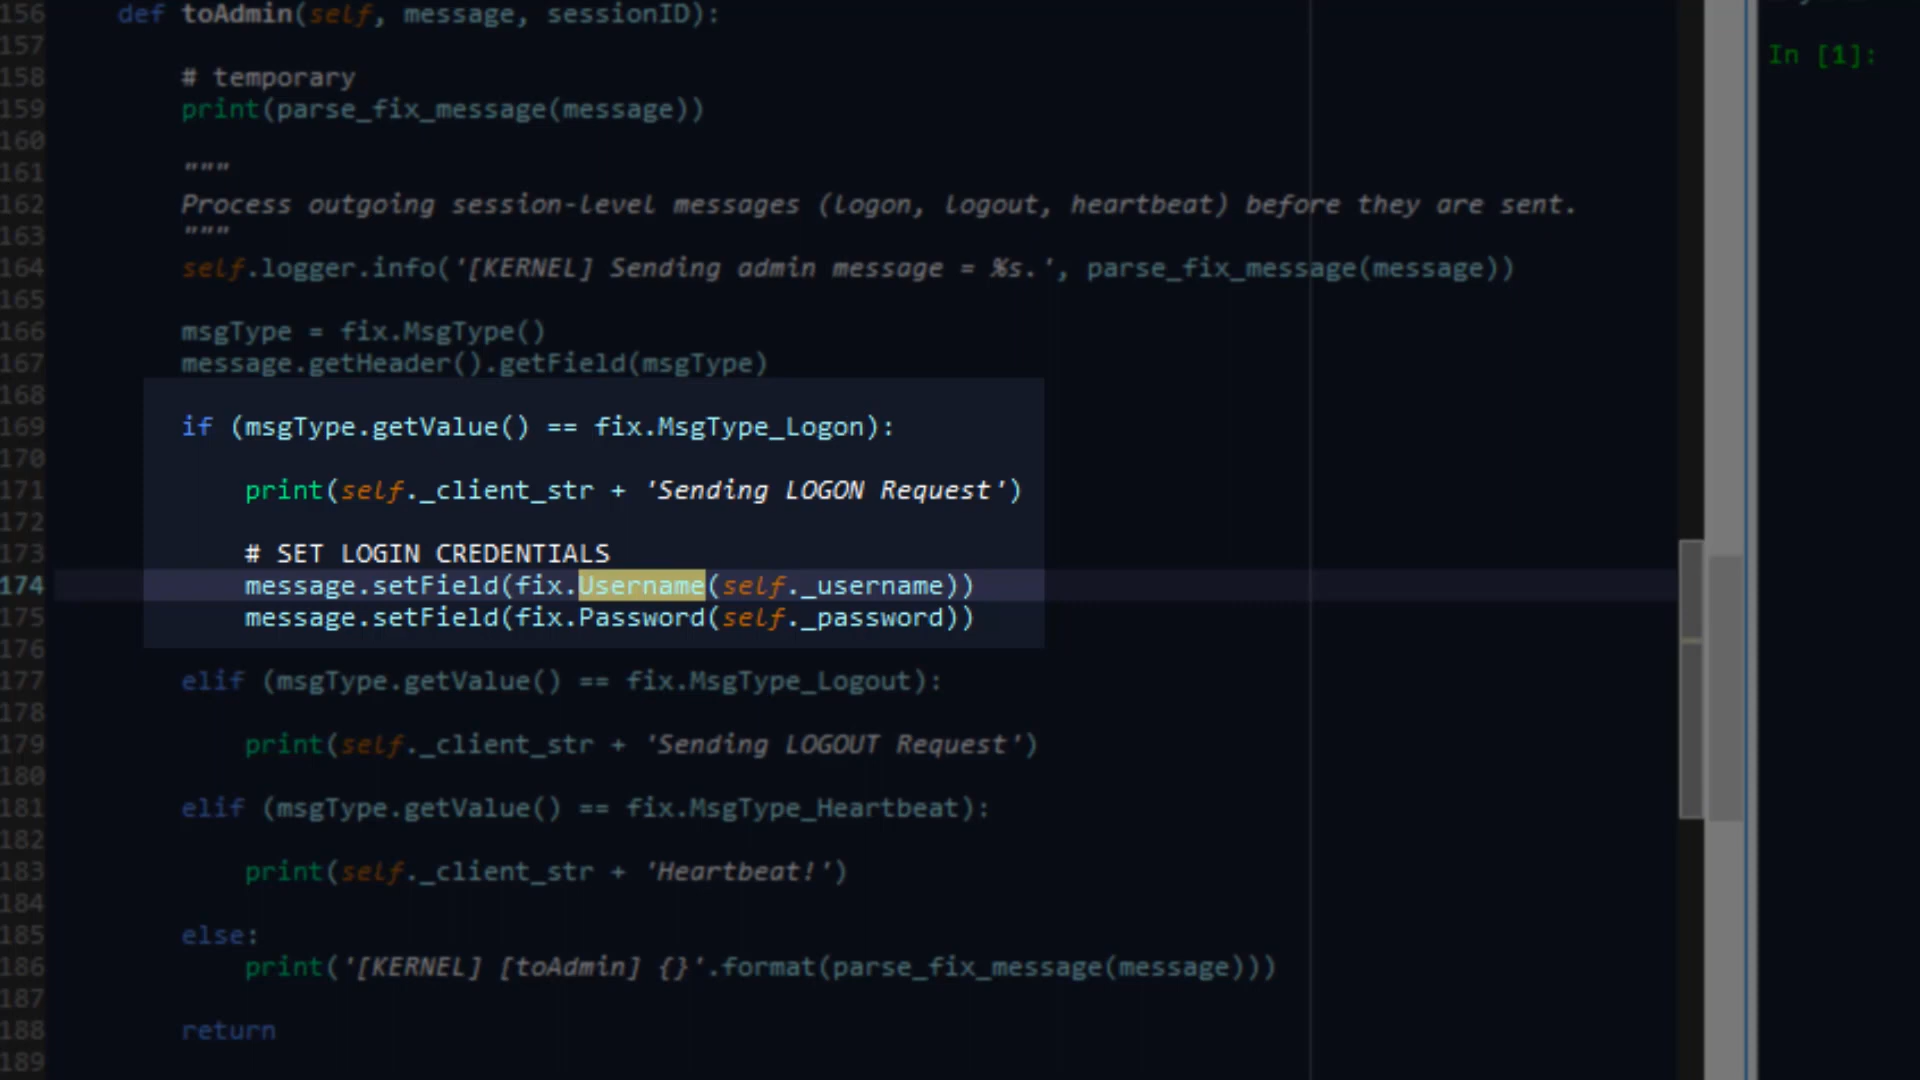 156 def toAdmin(self, message, sessionID):
157
158 # temporary
159 print(parse_fix_message(message))
160
161 """
162 Process outgoing session-level messages (logon, logout, heartbeat) before they are sent.
163 """
164 self.logger.info('[KERNEL] Sending admin message = %s.', parse_fix_message(message))
165
166 msgType = fix.MsgType()
167 message.getHeader().getField(msgType)
168
169 if (msgType.getValue() == fix.MsgType_Logon):
170
171 print(self._client_str + 'Sending LOGON Request')
172
173 # SET LOGIN CREDENTIALS
174 message.setField(fix.Username(self._username))
175 message.setField(fix.Password(self._password))
176
177 elif (msgType.getValue() == fix.MsgType_Logout):
178
179 print(self._client_str + 'Sending LOGOUT Request')
180
181 elif (msgType.getValue() == fix.MsgType_Heartbeat):
182
183 print(self._client_str + 'Heartbeat!')
184
185 else:
186 print('[KERNEL] [toAdmin] {}'.format(parse_fix_message(message)))
187
188 return
189
In [1]: